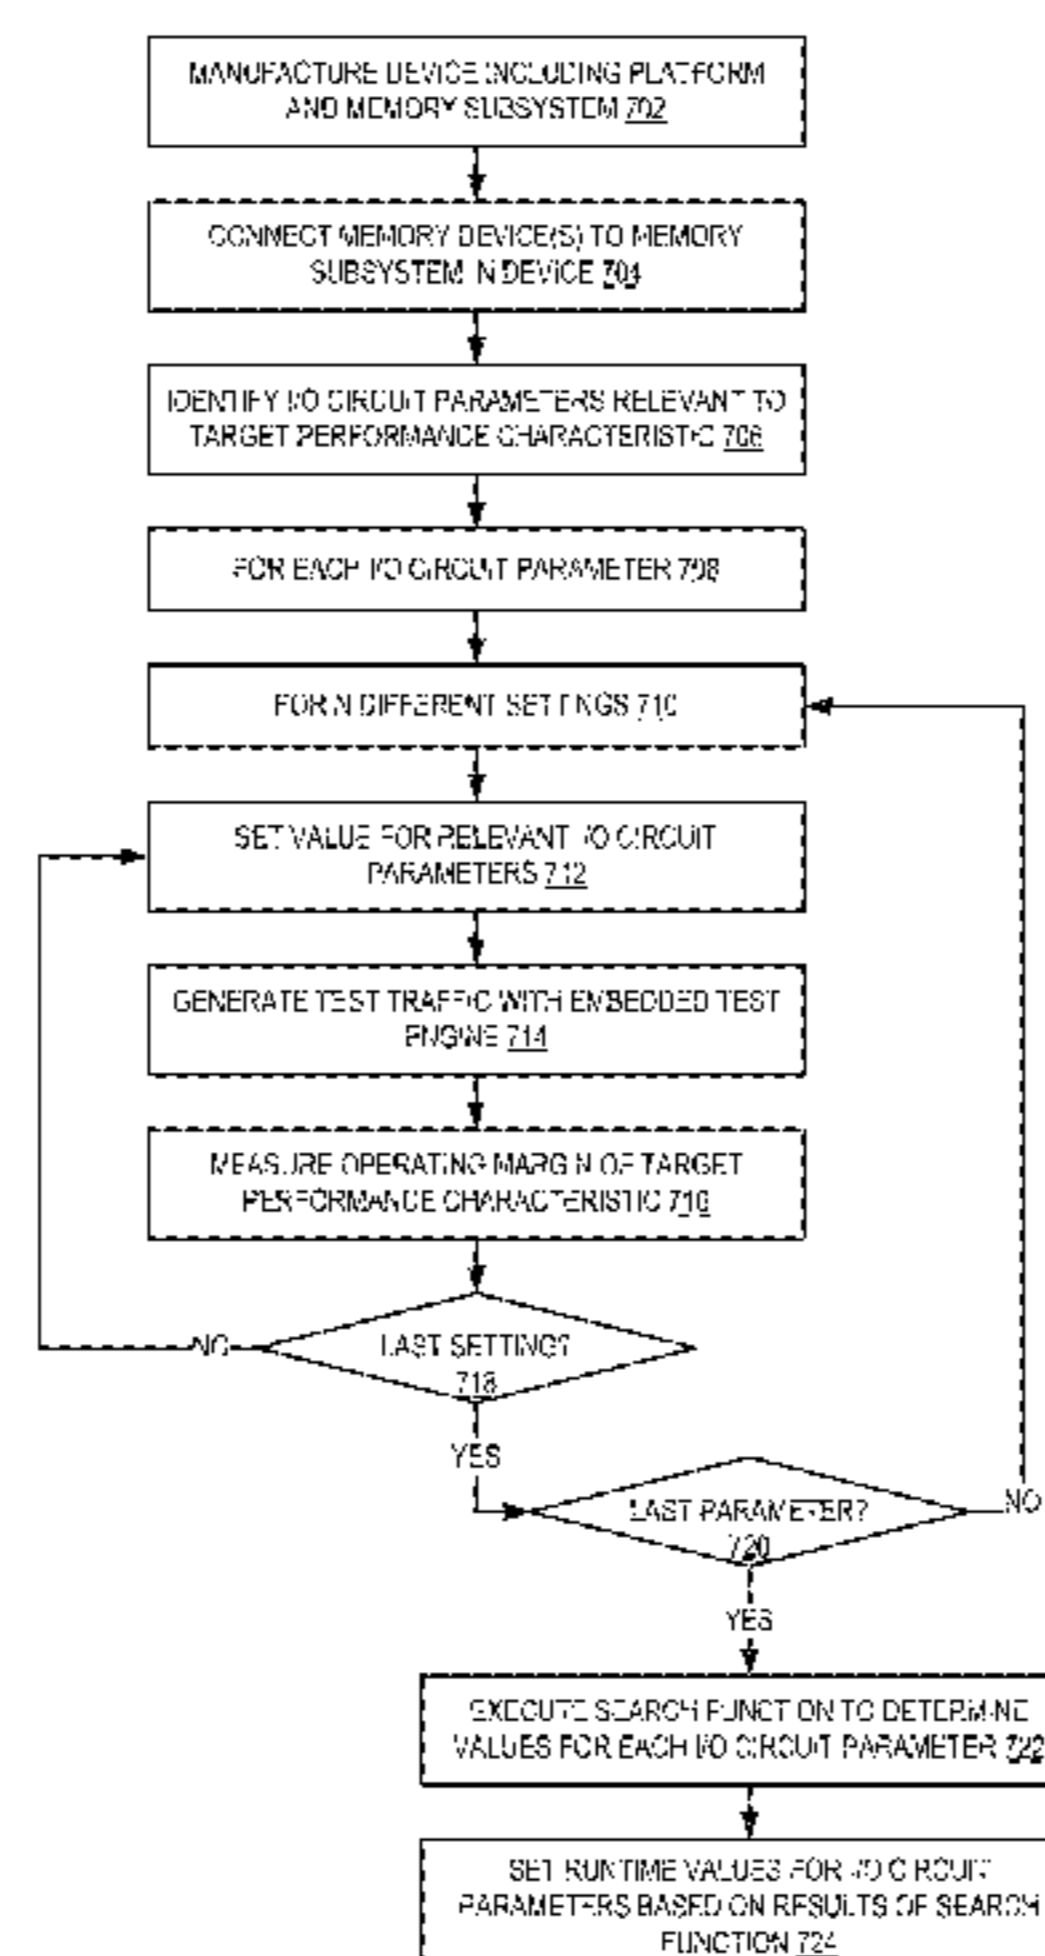 MANUFACTURE DEVICE INCLUDING PLATFORM
AND MEMORY SUBSYSTEM 702
CONNECT MEMORY DEVICE(S) TO MEMORY
SUBSYSTEM IN DEVICE 704
IDENTIFY I/O CIRCUIT PARAMETERS RELEVANT TO
TARGET PERFORMANCE CHARACTERISTIC 706
FOR EACH I/O CIRCUIT PARAMETER 708
FOR N DIFFERENT SETTINGS 710
SET VALUE FOR RELEVANT I/O CIRCUIT
PARAMETERS 712
GENERATE TEST TRAFFIC WITH EMBEDDED TEST
ENGINE 714
MEASURE OPERATING MARGIN OF TARGET
PERFORMANCE CHARACTERISTIC 716
NO
LAST SETTING?
718
YES
LAST PARAMETER?
720
NO
YES
EXECUTE SEARCH FUNCTION TO DETERMINE
VALUES FOR EACH I/O CIRCUIT PARAMETER 722
SET RUNTIME VALUES FOR I/O CIRCUIT
PARAMETERS BASED ON RESULTS OF SEARCH
FUNCTION 724